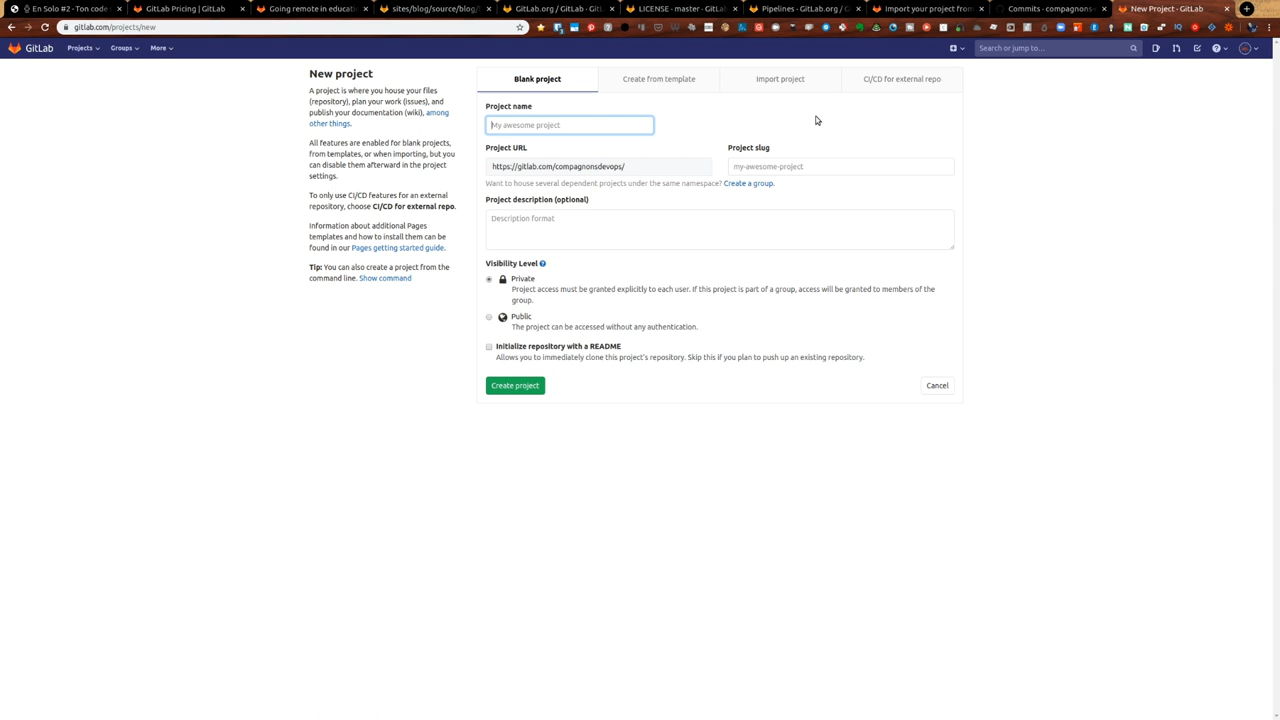 En Solo #2 - Ton code
GitLab Pricing | GitLab
Going remote in educati
sites/blog/source/blog/
GitLab.org / GitLab · GitL
LICENSE · master · GitLab
Pipelines · GitLab.org / G
Import your project from
Commits · compagnons
New Project · GitLab
gitlab.com/projects/new
GitLab
Projects
Groups
More
Search or jump to…
New project
A project is where you house your files
(repository), plan your work (issues), and
publish your documentation (wiki), among
other things.
All features are enabled for blank projects,
from templates, or when importing, but you
can disable them afterward in the project
settings.
To only use CI/CD features for an external
repository, choose CI/CD for external repo.
Information about additional Pages
templates and how to install them can be
found in our Pages getting started guide.
Tip: You can also create a project from the
command line. Show command
Blank project
Create from template
Import project
CI/CD for external repo
Project name
My awesome project
Project URL
Project slug
https://gitlab.com/compagnonsdevops/
my-awesome-project
Want to house several dependent projects under the same namespace? Create a group.
Project description (optional)
Description format
Visibility Level
Private
Project access must be granted explicitly to each user. If this project is part of a group, access will be granted to members of the
group.
Public
The project can be accessed without any authentication.
Initialize repository with a README
Allows you to immediately clone this project's repository. Skip this if you plan to push up an existing repository.
Create project
Cancel